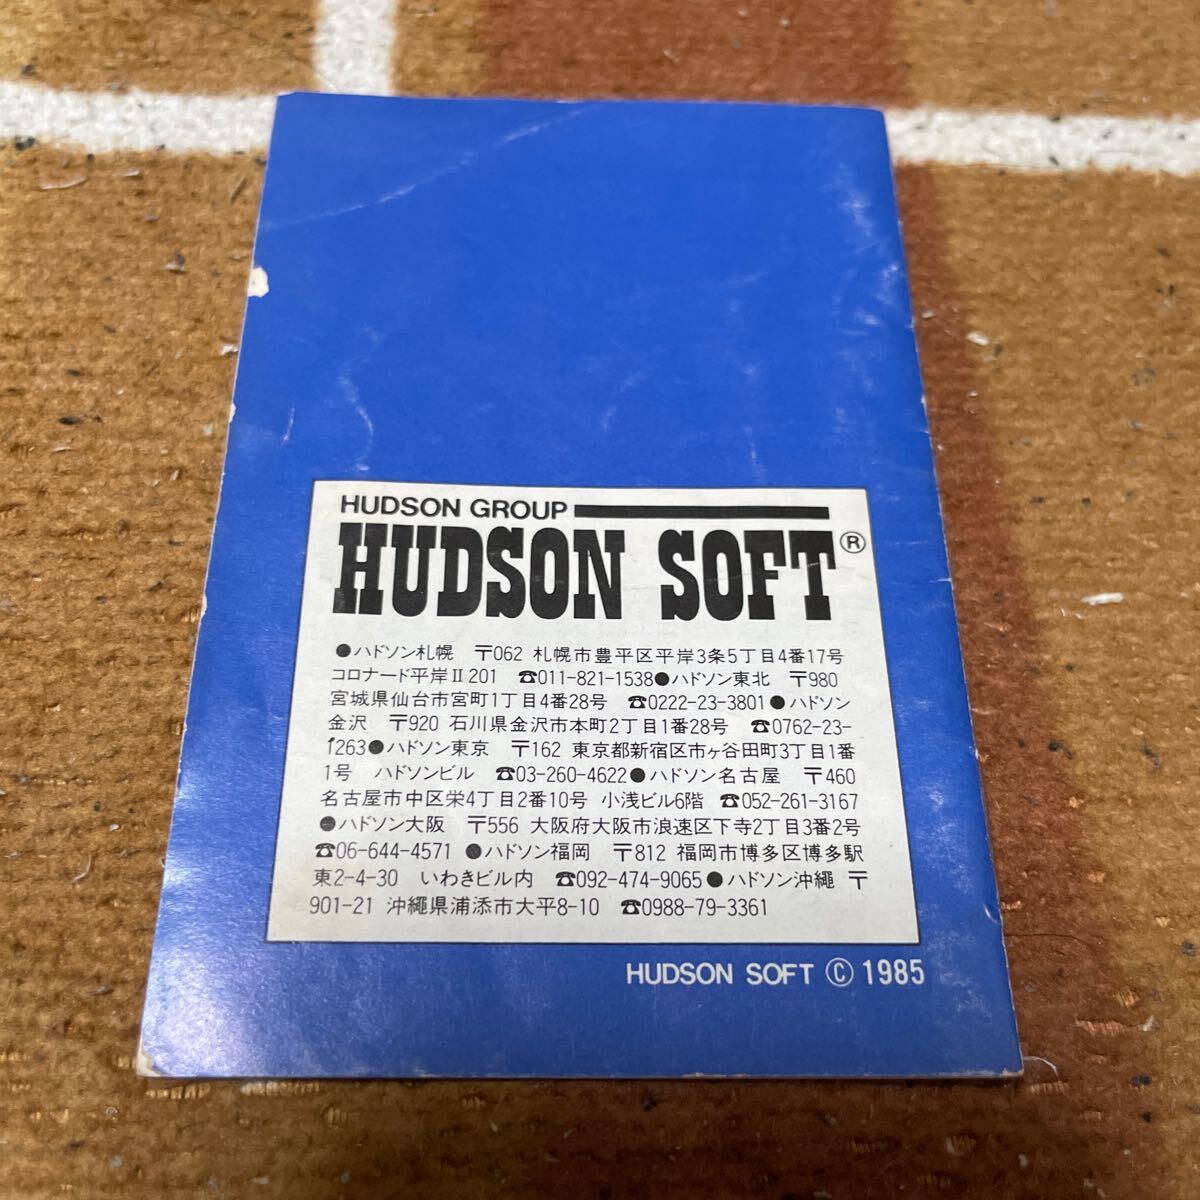 HUDSON GROUP
HUDSON SOFT®
●ハドソン札幌 〒062 札幌市豊平区平岸3条5丁目4番17号
コロナード平岸Ⅱ201 ☎011-821-1538●ハドソン東北 〒980
宮城県仙台市宮町1丁目4番28号 ☎0222-23-3801●ハドソン
金沢 〒920 石川県金沢市本町2丁目1番28号 ☎0762-23-
1263●ハドソン東京 〒162 東京都新宿区市ヶ谷田町3丁目1番
1号 ハドソンビル ☎03-260-4622●ハドソン名古屋 〒460
名古屋市中区栄4丁目2番10号 小浅ビル6階 ☎052-261-3167
●ハドソン大阪 〒556 大阪府大阪市浪速区下寺2丁目3番2号
☎06-644-4571 ●ハドソン福岡 〒812 福岡市博多区博多駅
東2-4-30 いわきビル内 ☎092-474-9065●ハドソン沖縄 〒
901-21 沖縄県浦添市大平8-10 ☎0988-79-3361
HUDSON SOFT © 1985